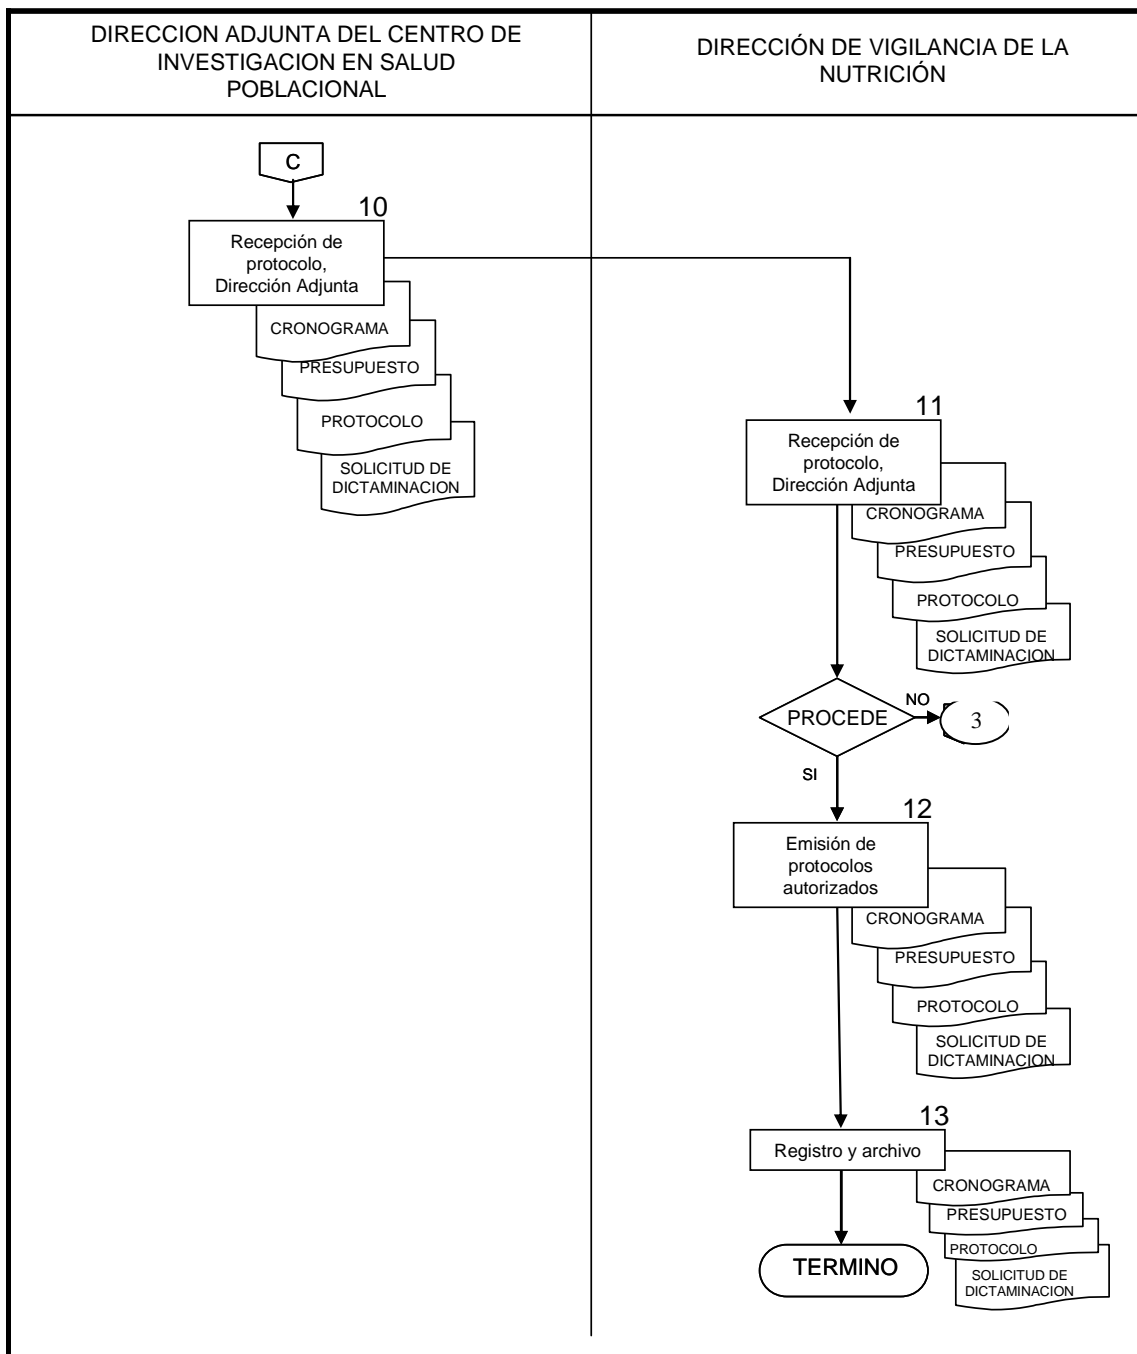 DIRECCION ADJUNTA DEL CENTRO DE
INVESTIGACION EN SALUD
POBLACIONAL
DIRECCIÓN DE VIGILANCIA DE LA
NUTRICIÓN
C
10
Recepción de
protocolo,
Dirección Adjunta
CRONOGRAMA
PRESUPUESTO
PROTOCOLO
SOLICITUD DE
DICTAMINACION
11
Recepción de
protocolo,
Dirección Adjunta
CRONOGRAMA
PRESUPUESTO
PROTOCOLO
SOLICITUD DE
DICTAMINACION
PROCEDE
NO
3
SI
12
Emisión de
protocolos
autorizados
CRONOGRAMA
PRESUPUESTO
PROTOCOLO
SOLICITUD DE
DICTAMINACION
13
Registro y archivo
CRONOGRAMA
PRESUPUESTO
PROTOCOLO
SOLICITUD DE
DICTAMINACION
TERMINO